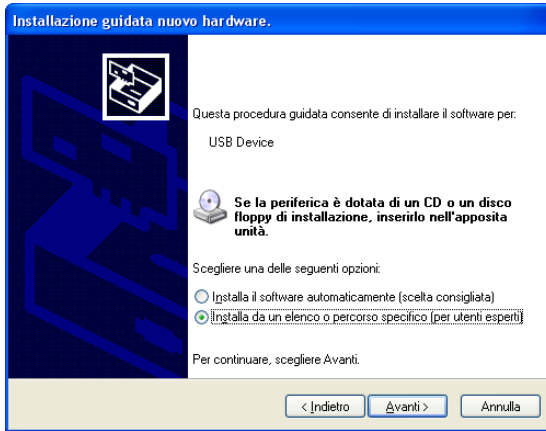 Installazione guidata nuovo hardware.
Questa procedura guidata consente di installare il software per:
USB Device
Se la periferica è dotata di un CD o un disco
floppy di installazione, inserirlo nell'apposita
unità.
Scegliere una delle seguenti opzioni:
Installa il software automaticamente (scelta consigliata)
Installa da un elenco o percorso specifico (per utenti esperti)
Per continuare, scegliere Avanti.
< Indietro Avanti > Annulla